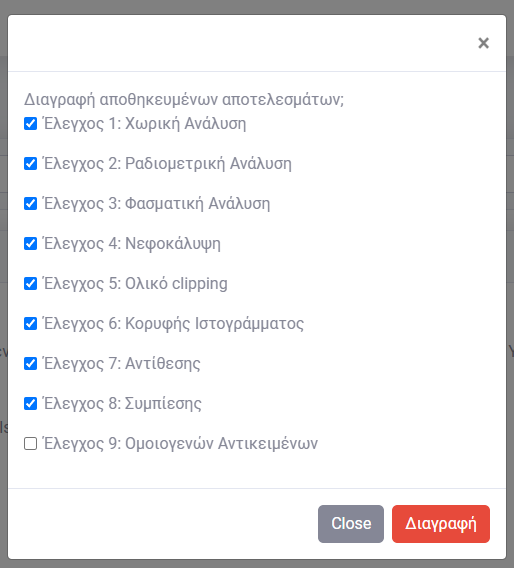 ×
Διαγραφή αποθηκευμένων αποτελεσμάτων;
Έλεγχος 1: Χωρική Ανάλυση
Έλεγχος 2: Ραδιομετρική Ανάλυση
Έλεγχος 3: Φασματική Ανάλυση
Έλεγχος 4: Νεφοκάλυψη
Έλεγχος 5: Ολικό clipping
Έλεγχος 6: Κορυφής Ιστογράμματος
Έλεγχος 7: Αντίθεσης
Έλεγχος 8: Συμπίεσης
Έλεγχος 9: Ομοιογενών Αντικειμένων
Close Διαγραφή